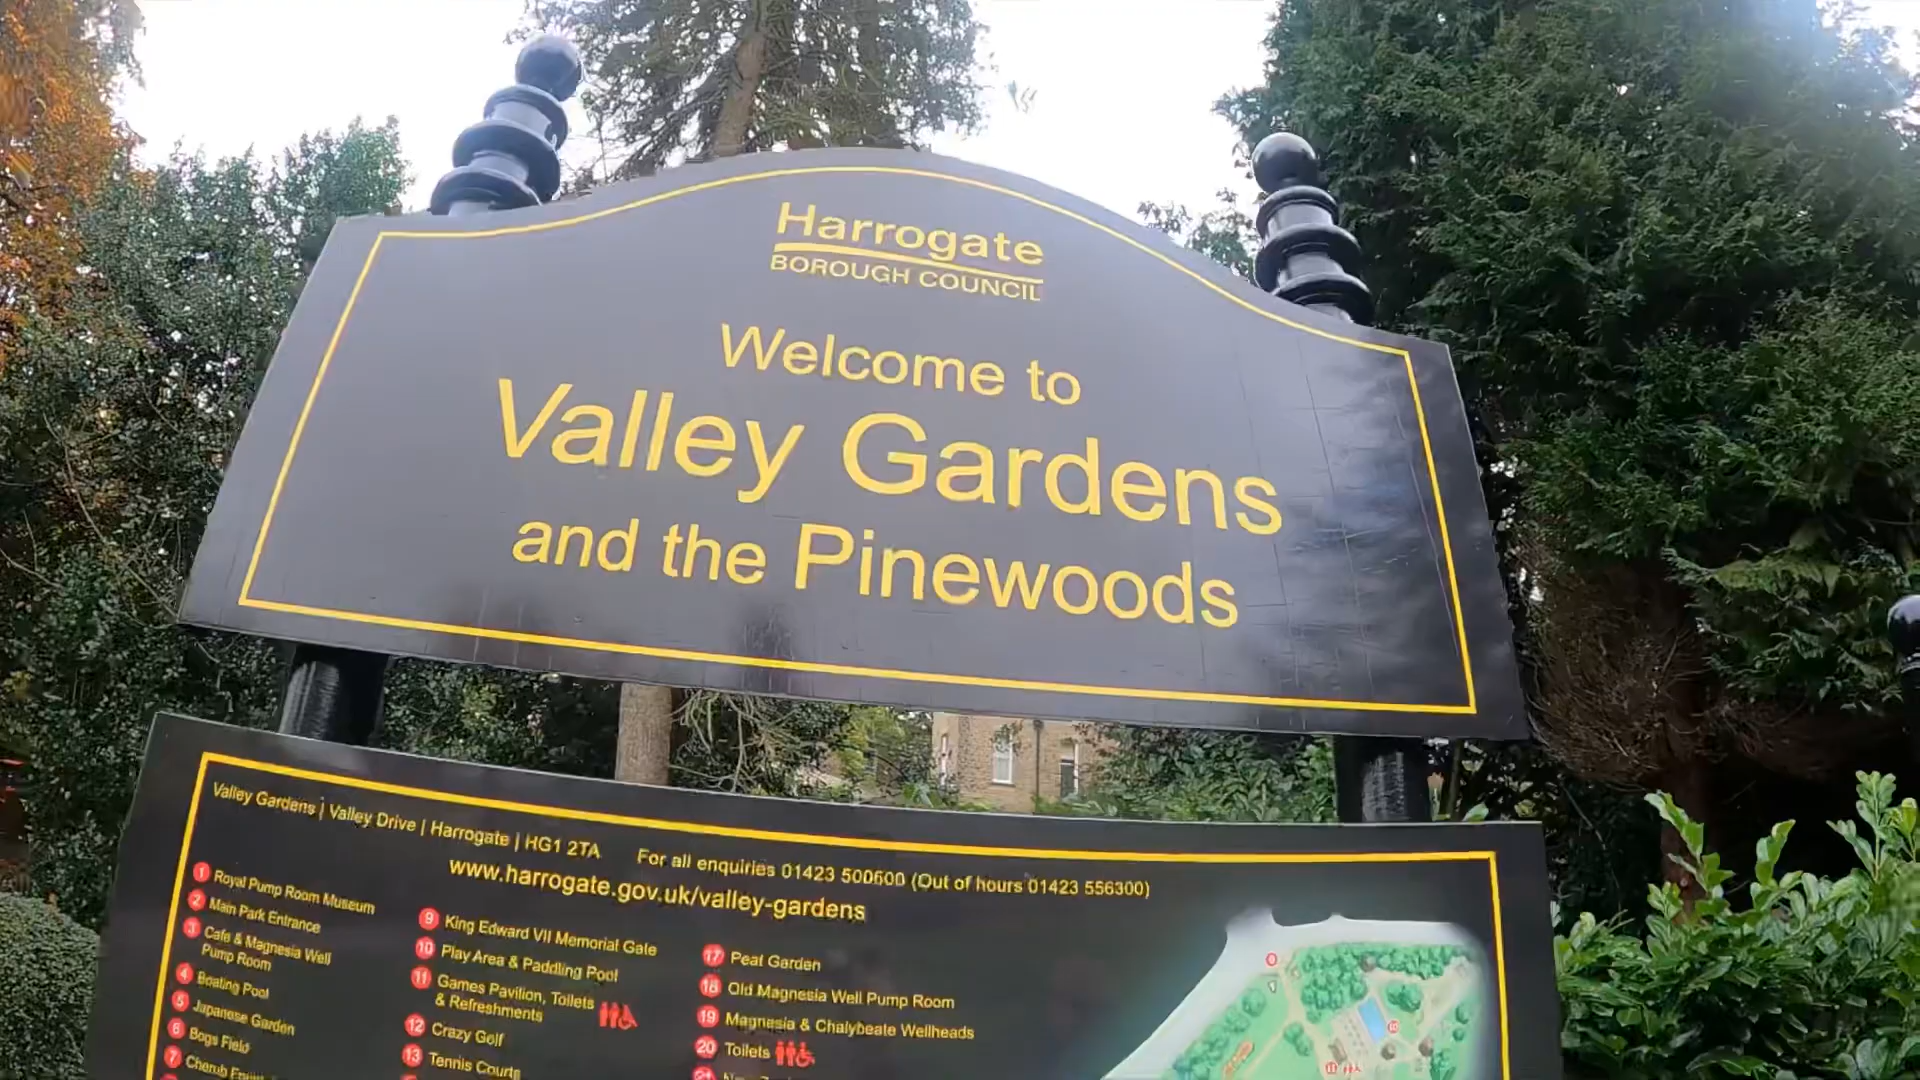 Harrogate
BOROUGH COUNCIL
Welcome to
Valley Gardens
and the Pinewoods
Valley Gardens | Valley Drive | Harrogate | HG1 2TA
For all enquiries 01423 500600 (Out of hours 01423 556300)
www.harrogate.gov.uk/valley-gardens
1 Royal Pump Room Museum
2 Main Park Entrance
3 Cafe & Magnesia Well
Pump Room
4 Boating Pool
5 Japanese Garden
6 Bogs Field
7 Cherub
9 King Edward VII Memorial Gate
10 Play Area & Paddling Pool
11 Games Pavilion, Toilets
& Refreshments
12 Crazy Golf
13 Tennis Courts
17 Peat Garden
18 Old Magnesia Well Pump Room
19 Magnesia & Chalybeate Wellheads
20 Toilets